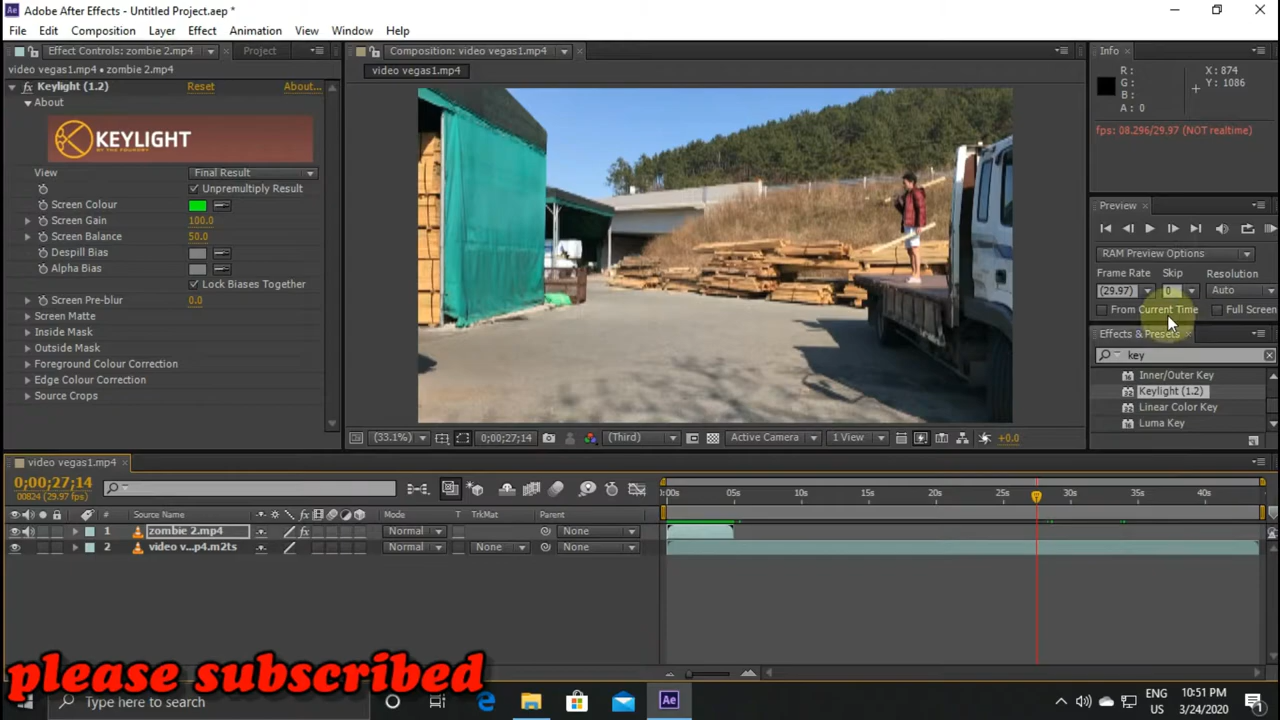 Adobe After Effects - Untitled Project.aep *
File Edit Composition Layer Effect Animation View Window Help
Effect Controls: zombie 2.mp4 Project
video vegas1.mp4 • zombie 2.mp4
Keylight (1.2) Reset About...
About
KEYLIGHT
BY THE FOUNDRY
View Final Result
Unpremultiply Result
Screen Colour
Screen Gain 100.0
Screen Balance 50.0
Despill Bias
Alpha Bias
Lock Biases Together
Screen Pre-blur 0.0
Screen Matte
Inside Mask
Outside Mask
Foreground Colour Correction
Edge Colour Correction
Source Crops
Composition: video vegas1.mp4
video vegas1.mp4
(33.1%) 0;00;27;14 (Third) Active Camera 1 View +0.0
Info
R: X: 874
G: Y: 1086
B:
A: 0
fps: 08.296/29.97 (NOT realtime)
Preview
RAM Preview Options
Frame Rate Skip Resolution
(29.97) 0 Auto
From Current Time Full Screen
Effects & Presets
key
Inner/Outer Key
Keylight (1.2)
Linear Color Key
Luma Key
video vegas1.mp4
0;00;27;14
00824 (29.97 fps)
0:00s 05s 10s 15s 20s 25s 30s 35s 40s
# Source Name Mode T TrkMat Parent
1 zombie 2.mp4 Normal None
2 video v...p4.m2ts Normal None None
please subscribed
Type here to search
Ae
ENG
US
10:51 PM
3/24/2020
1